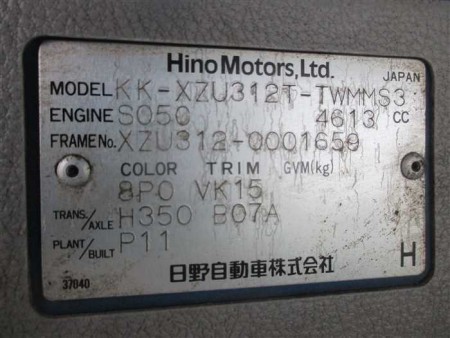 Hino Motors, Ltd. JAPAN
MODEL KK-XZU312T-TWMMS3
ENGINE S050 4613 CC
FRAME No. XZU312-0001650
COLOR TRIM GVM(kg)
8P0 VK15
TRANS./AXLE H350 B07A
PLANT/BUILT P11
H
日野自動車株式会社
37040